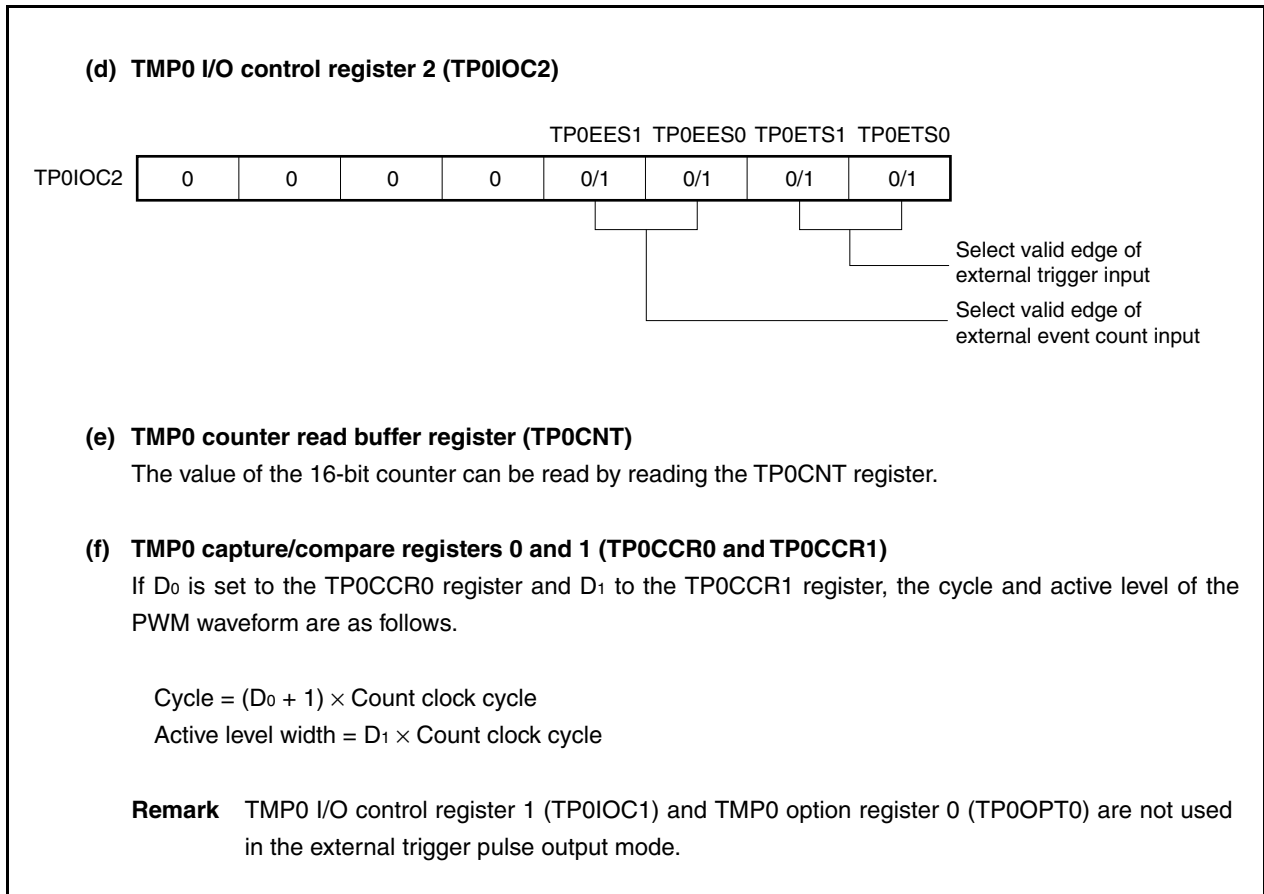 (d) TMP0 I/O control register 2 (TP0IOC2)
TP0EES1 TP0EES0 TP0ETS1 TP0ETS0
TP0IOC2 0 0 0 0 0/1 0/1 0/1 0/1
Select valid edge of
external trigger input
Select valid edge of
external event count input
(e) TMP0 counter read buffer register (TP0CNT)
The value of the 16-bit counter can be read by reading the TP0CNT register.
(f) TMP0 capture/compare registers 0 and 1 (TP0CCR0 and TP0CCR1)
If D0 is set to the TP0CCR0 register and D1 to the TP0CCR1 register, the cycle and active level of the
PWM waveform are as follows.
Cycle = (D0 + 1) × Count clock cycle
Active level width = D1 × Count clock cycle
Remark TMP0 I/O control register 1 (TP0IOC1) and TMP0 option register 0 (TP0OPT0) are not used
in the external trigger pulse output mode.